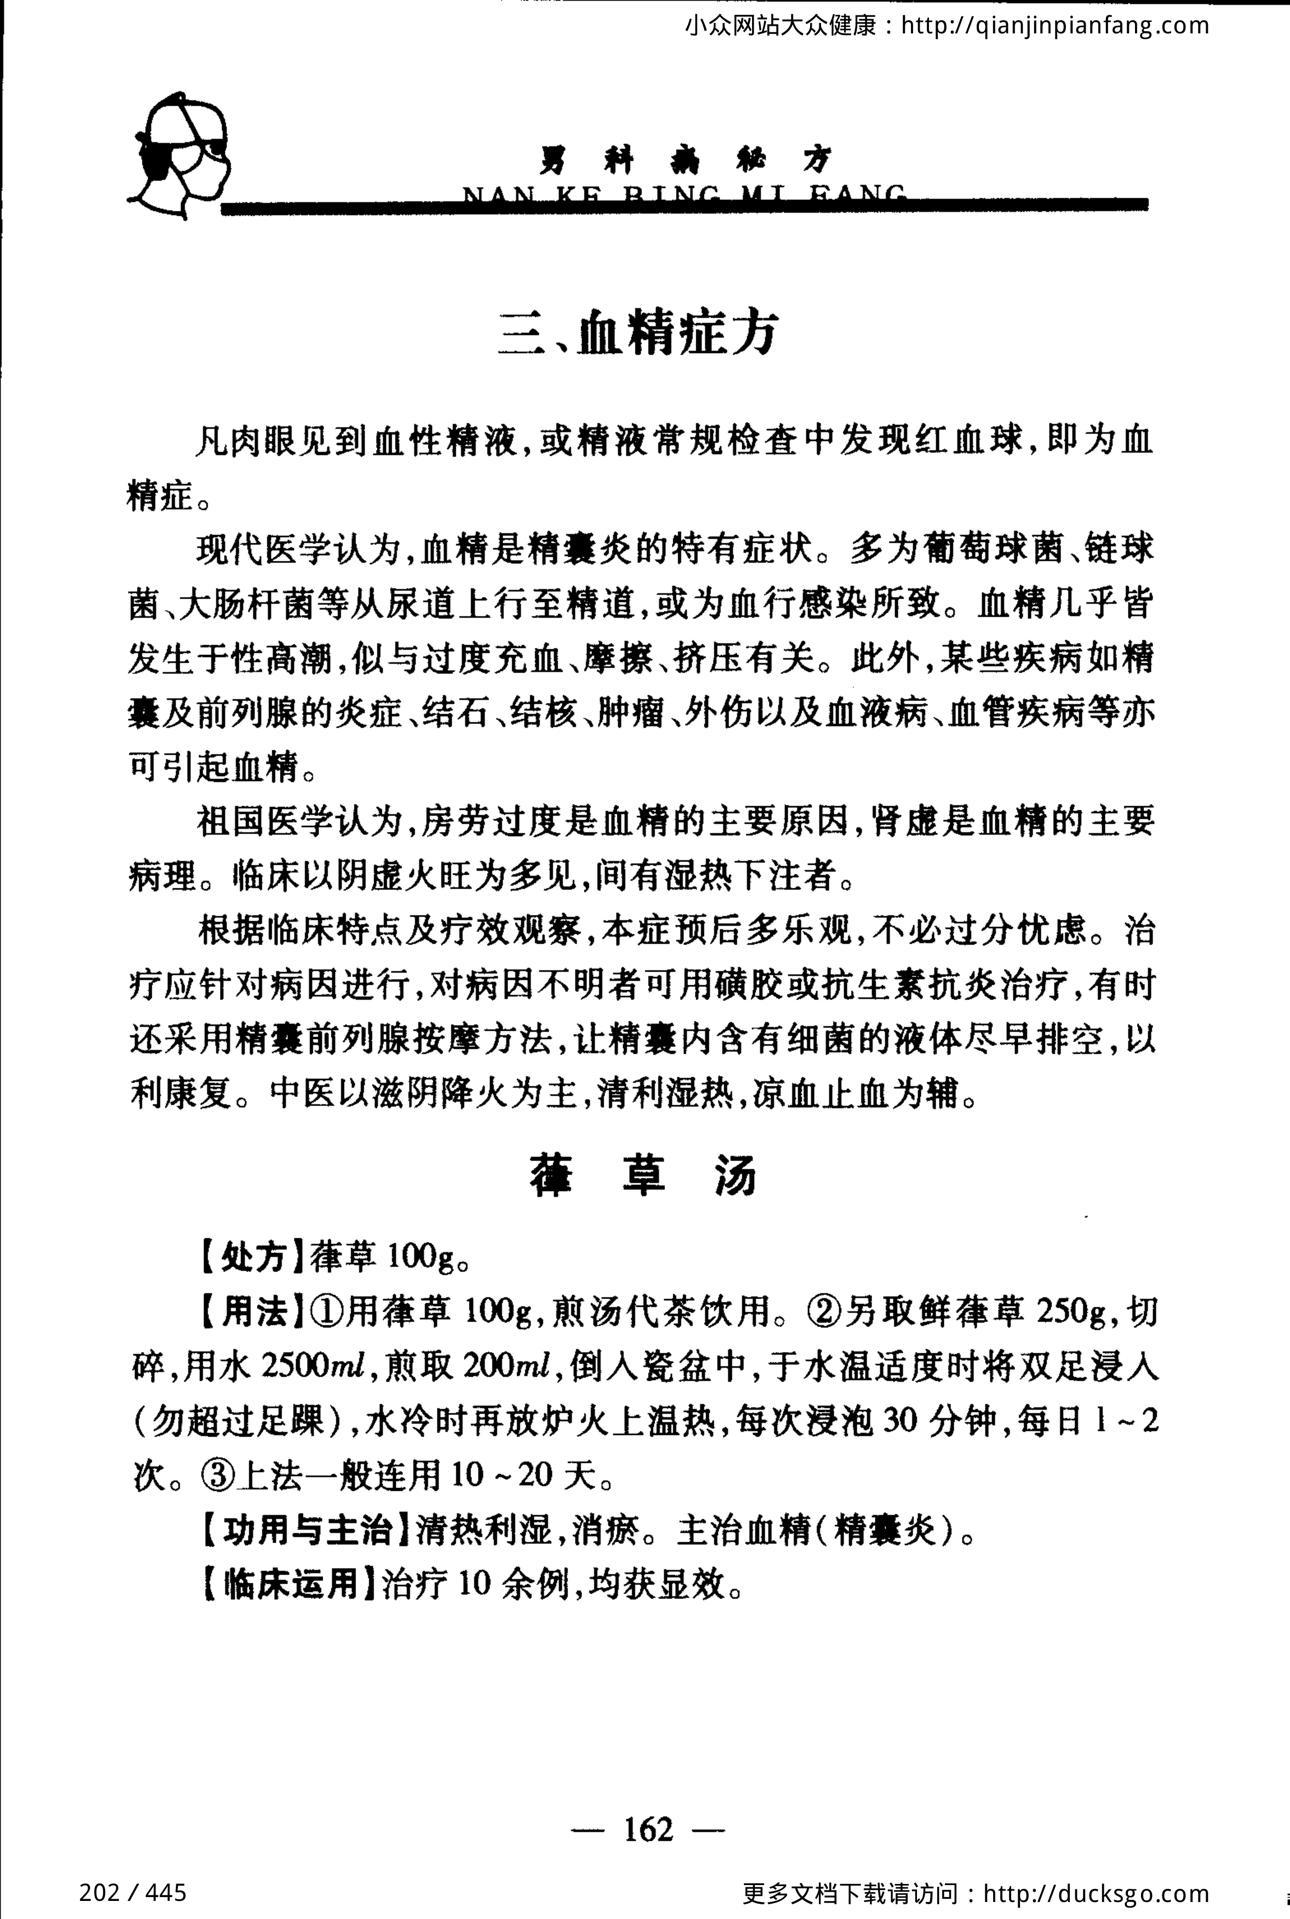 小众网站大众健康：http://qianjinpianfang.com
男科病秘方
NAN KE BING MI FANG
三、血精症方
凡肉眼见到血性精液,或精液常规检查中发现红血球,即为血
精症。
现代医学认为,血精是精囊炎的特有症状。多为葡萄球菌、链球
菌、大肠杆菌等从尿道上行至精道,或为血行感染所致。血精几乎皆
发生于性高潮,似与过度充血、摩擦、挤压有关。此外,某些疾病如精
囊及前列腺的炎症、结石、结核、肿瘤、外伤以及血液病、血管疾病等亦
可引起血精。
祖国医学认为,房劳过度是血精的主要原因,肾虚是血精的主要
病理。临床以阴虚火旺为多见,间有湿热下注者。
根据临床特点及疗效观察,本症预后多乐观,不必过分忧虑。治
疗应针对病因进行,对病因不明者可用磺胺或抗生素抗炎治疗,有时
还采用精囊前列腺按摩方法,让精囊内含有细菌的液体尽早排空,以
利康复。中医以滋阴降火为主,清利湿热,凉血止血为辅。
葎草汤
【处方】葎草 100g。
【用法】①用葎草 100g,煎汤代茶饮用。②另取鲜葎草 250g,切
碎,用水 2500ml,煎取 200ml,倒入瓷盆中,于水温适度时将双足浸入
(勿超过足踝),水冷时再放炉火上温热,每次浸泡 30 分钟,每日 1~2
次。③上法一般连用 10~20 天。
【功用与主治】清热利湿,消瘀。主治血精(精囊炎)。
【临床运用】治疗 10 余例,均获显效。
— 162 —
202 / 445
更多文档下载请访问：http://ducksgo.com